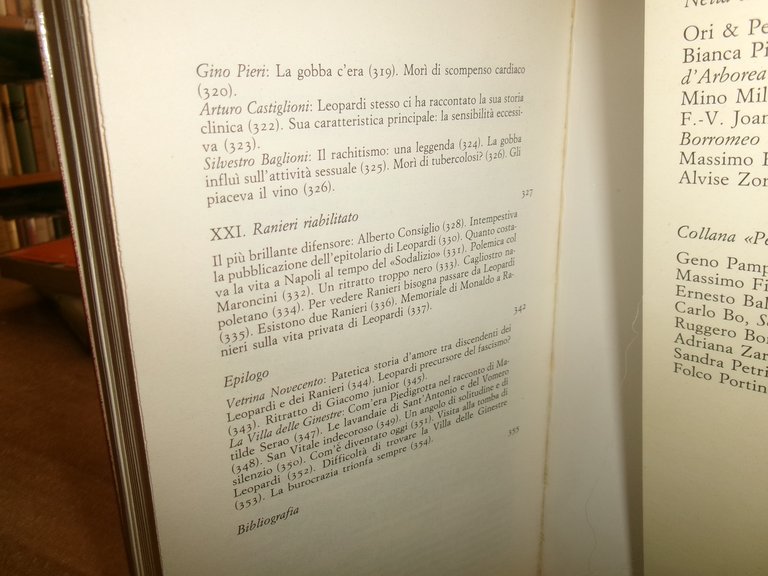 Gino Pieri: La gobba c'era (319). Morì di scompenso cardiaco
(320).
Arturo Castiglioni: Leopardi stesso ci ha raccontato la sua storia
clinica (322). Sua caratteristica principale: la sensibilità eccessi-
va (323).
Silvestro Baglioni: Il rachitismo: una leggenda (324). La gobba
influì sull'attività sessuale (325). Morì di tubercolosi? (326). Gli
piaceva il vino (326).
327
XXI. Ranieri riabilitato
Il più brillante difensore: Alberto Consiglio (328). Intempestiva
la pubblicazione dell'epistolario di Leopardi (330). Quanto costa-
va la vita a Napoli al tempo del «Sodalizio» (331). Polemica col
Maroncini (332). Un ritratto troppo nero (333). Cagliostro na-
poletano (334). Per vedere Ranieri bisogna passare da Leopardi
(335). Esistono due Ranieri (336). Memoriale di Monaldo a Ra-
nieri sulla vita privata di Leopardi (337).
342
Epilogo
Vetrina Novecento: Patetica storia d'amore tra discendenti dei
Leopardi e dei Ranieri (344). Leopardi precursore del fascismo?
(343). Ritratto di Giacomo junior (345).
La Villa delle Ginestre: Com'era Piedigrotta nel racconto di Ma-
tilde Serao (347). Le lavandaie di Sant'Antonio e del Vomero
(348). San Vitale indecoroso (349). Un angolo di solitudine e di
silenzio (350). Com'è diventato oggi (351). Visita alla tomba di
Leopardi (352). Difficoltà di trovare la Villa delle Ginestre
(353). La burocrazia trionfa sempre (354).
355
Bibliografia
Nella
Ori & Pe
Bianca Pi
d'Arborea
Mino Mil
F.-V. Joan
Borromeo
Massimo
Alvise Zor
Collana «Pe
Geno Pamp
Massimo Fi
Ernesto Bal
Carlo Bo, S
Ruggero Bon
Adriana Zar
Sandra Petri
Folco Portin